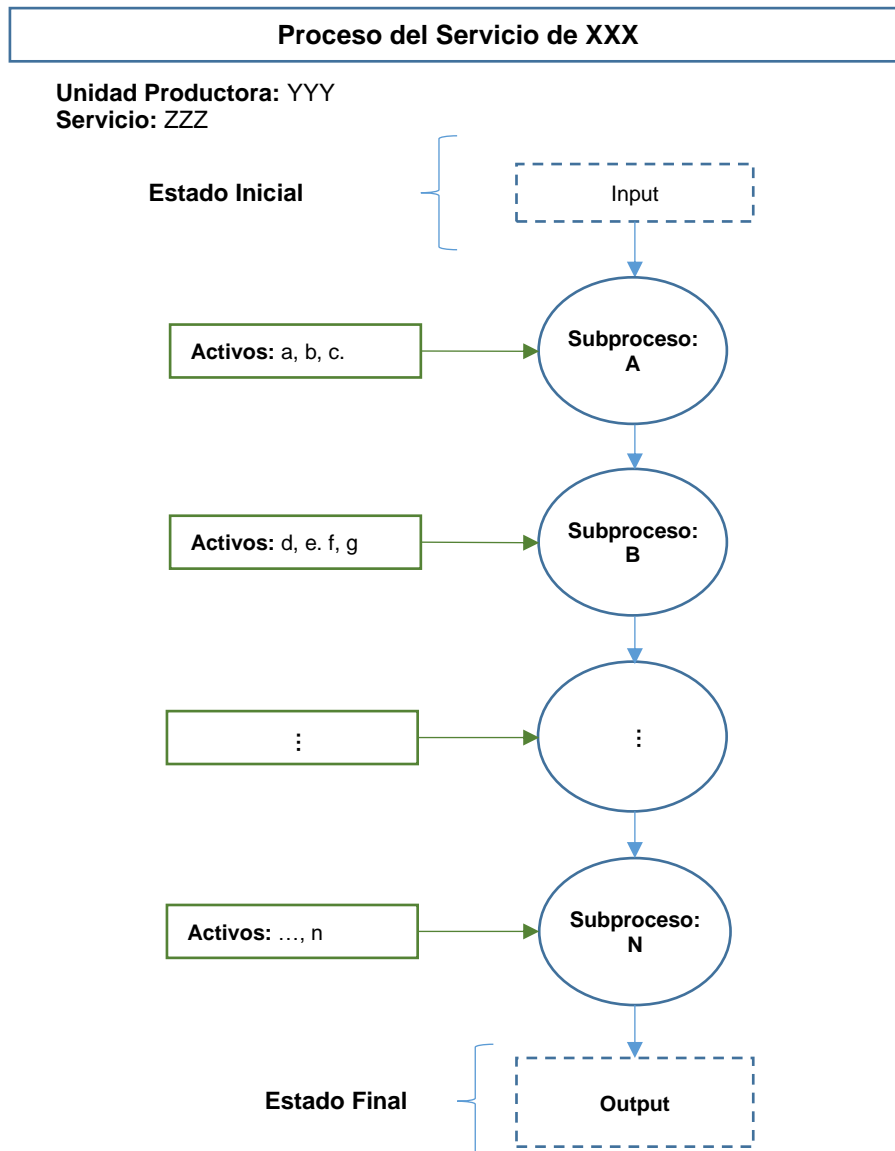 Proceso del Servicio de XXX
Unidad Productora: YYY
Servicio: ZZZ
Estado Inicial
Input
Activos: a, b, c.
Subproceso:
A
Activos: d, e. f, g
Subproceso:
B
⋮
⋮
Activos: …, n
Subproceso:
N
Estado Final
Output